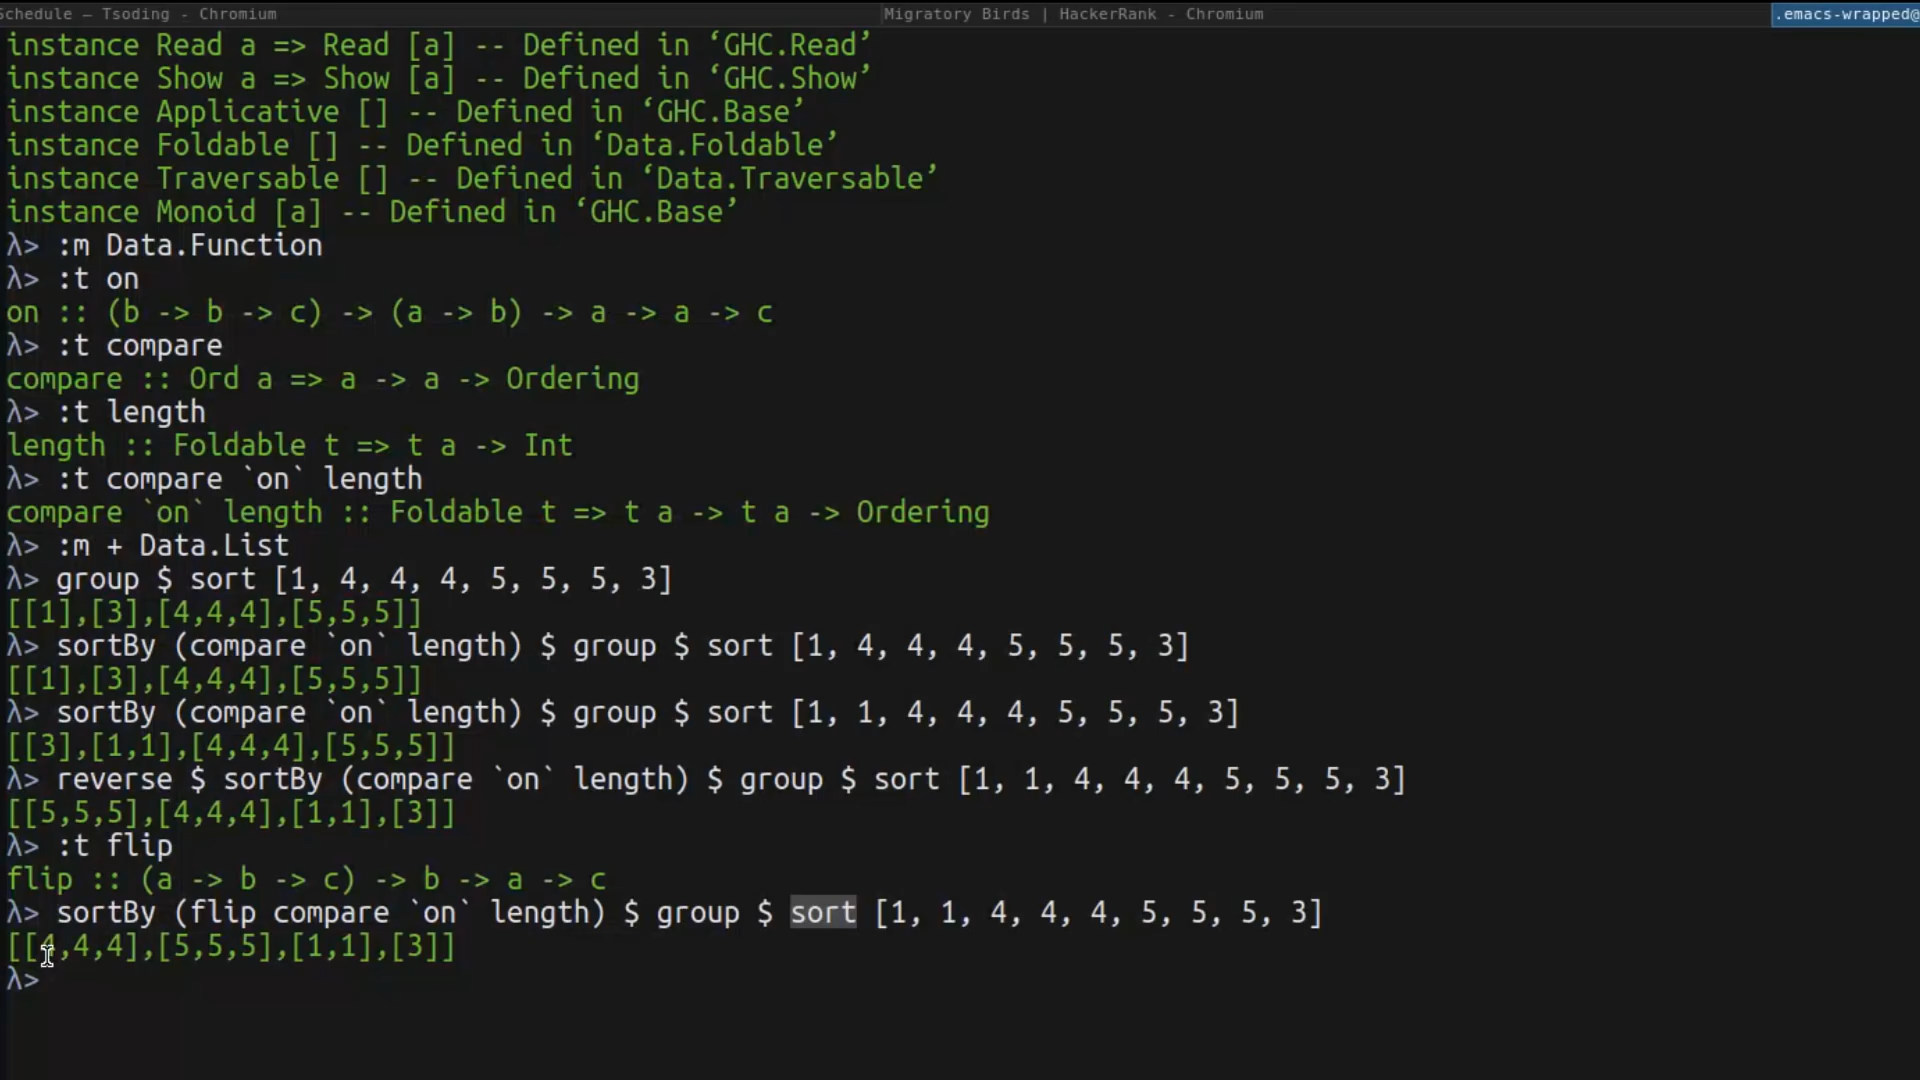 Schedule — Tsoding - Chromium
Migratory Birds | HackerRank - Chromium
.emacs-wrapped@
instance Read a => Read [a] -- Defined in ‘GHC.Read’
instance Show a => Show [a] -- Defined in ‘GHC.Show’
instance Applicative [] -- Defined in ‘GHC.Base’
instance Foldable [] -- Defined in ‘Data.Foldable’
instance Traversable [] -- Defined in ‘Data.Traversable’
instance Monoid [a] -- Defined in ‘GHC.Base’
λ> :m Data.Function
λ> :t on
on :: (b -> b -> c) -> (a -> b) -> a -> a -> c
λ> :t compare
compare :: Ord a => a -> a -> Ordering
λ> :t length
length :: Foldable t => t a -> Int
λ> :t compare `on` length
compare `on` length :: Foldable t => t a -> t a -> Ordering
λ> :m + Data.List
λ> group $ sort [1, 4, 4, 4, 5, 5, 5, 3]
[[1],[3],[4,4,4],[5,5,5]]
λ> sortBy (compare `on` length) $ group $ sort [1, 4, 4, 4, 5, 5, 5, 3]
[[1],[3],[4,4,4],[5,5,5]]
λ> sortBy (compare `on` length) $ group $ sort [1, 1, 4, 4, 4, 5, 5, 5, 3]
[[3],[1,1],[4,4,4],[5,5,5]]
λ> reverse $ sortBy (compare `on` length) $ group $ sort [1, 1, 4, 4, 4, 5, 5, 5, 3]
[[5,5,5],[4,4,4],[1,1],[3]]
λ> :t flip
flip :: (a -> b -> c) -> b -> a -> c
λ> sortBy (flip compare `on` length) $ group $ sort [1, 1, 4, 4, 4, 5, 5, 5, 3]
[[4,4,4],[5,5,5],[1,1],[3]]
λ>